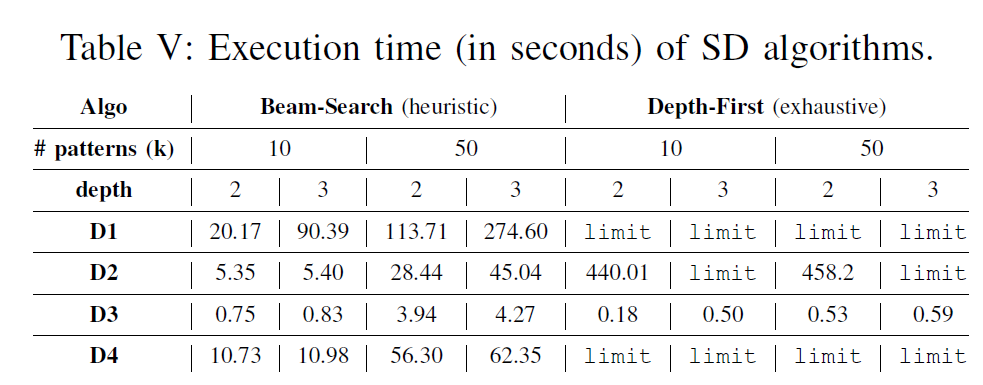 Table V: Execution time (in seconds) of SD algorithms.
Algo Beam-Search (heuristic) Depth-First (exhaustive)
# patterns (k) 10 50 10 50
depth 2 3 2 3 2 3 2 3
D1 20.17 90.39 113.71 274.60 limit limit limit limit
D2 5.35 5.40 28.44 45.04 440.01 limit 458.2 limit
D3 0.75 0.83 3.94 4.27 0.18 0.50 0.53 0.59
D4 10.73 10.98 56.30 62.35 limit limit limit limit